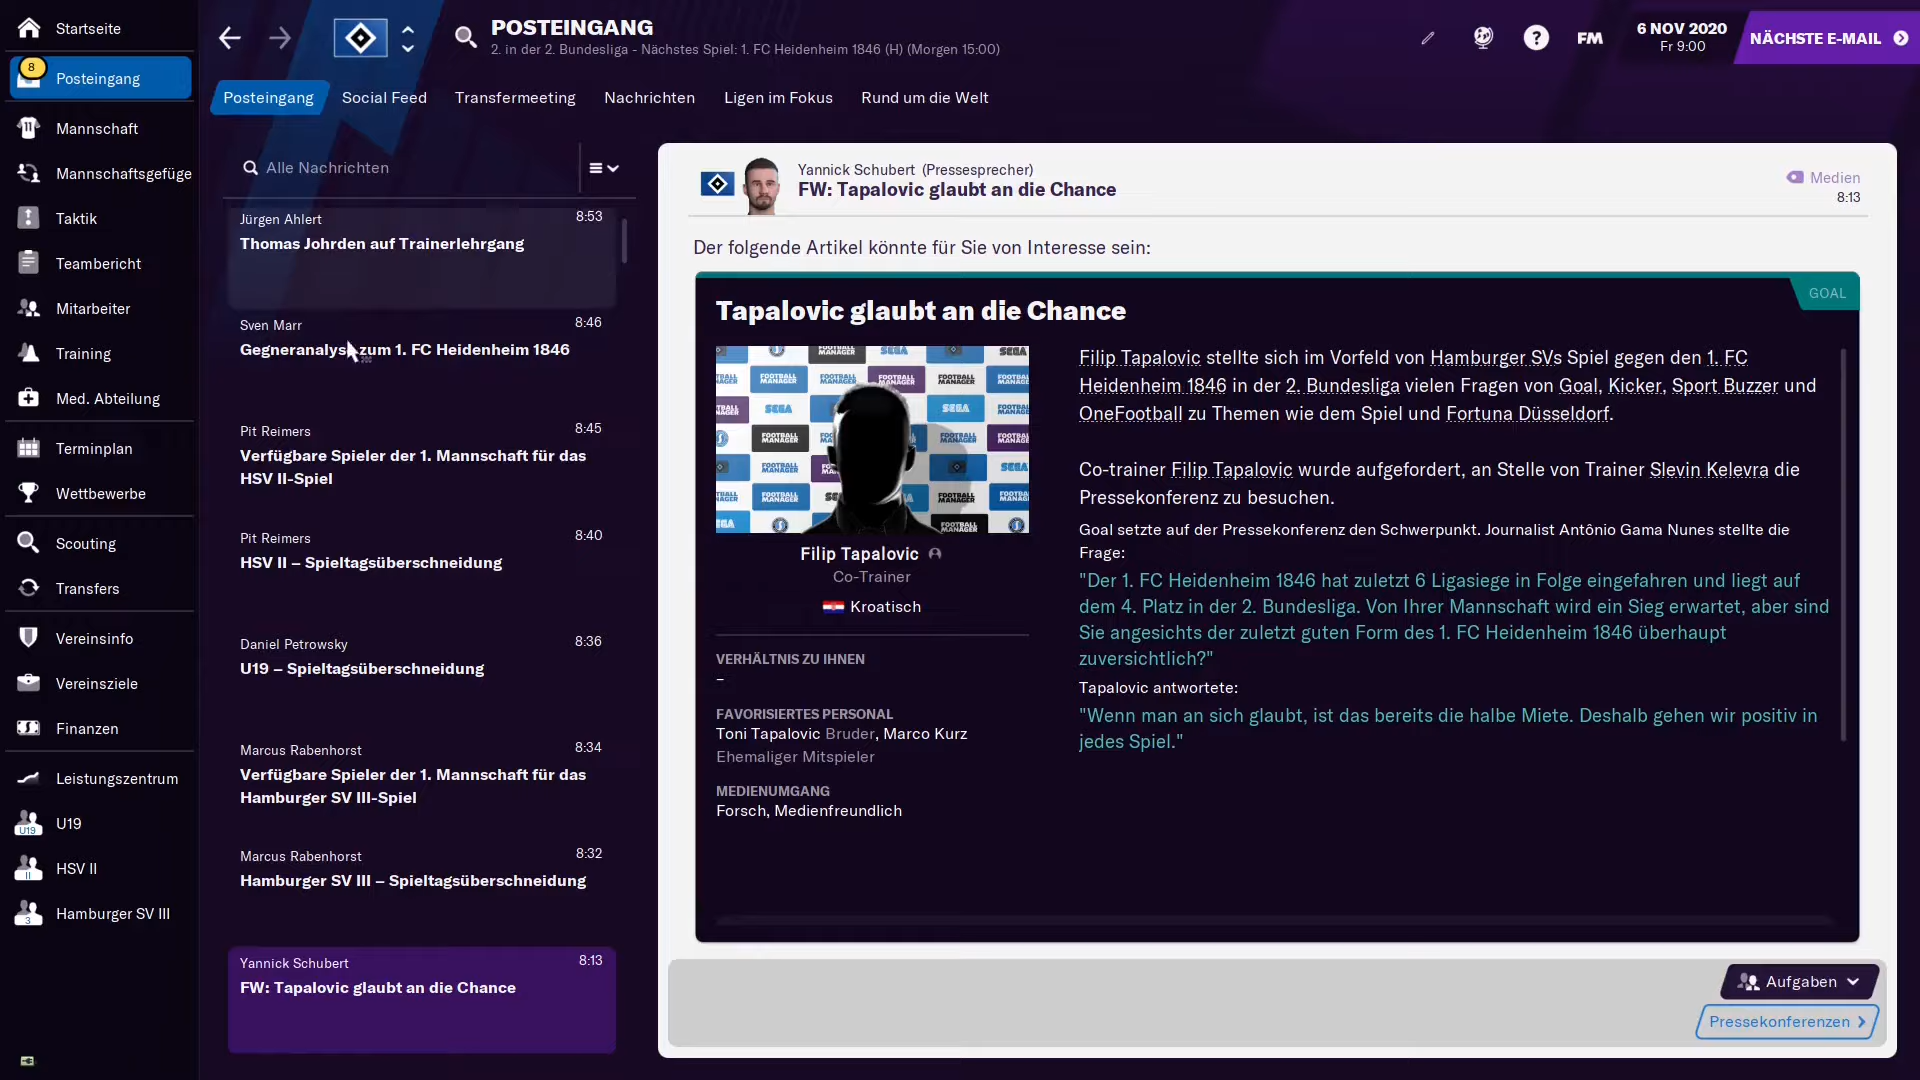 Startseite
8
Posteingang
Mannschaft
Mannschaftsgefüge
Taktik
Teambericht
Mitarbeiter
Training
Med. Abteilung
Terminplan
Wettbewerbe
Scouting
Transfers
Vereinsinfo
Vereinsziele
Finanzen
Leistungszentrum
U19
U19
HSV II
II
Hamburger SV III
3
POSTEINGANG
2. in der 2. Bundesliga - Nächstes Spiel: 1. FC Heidenheim 1846 (H) (Morgen 15:00)
FM
6 NOV 2020
Fr 9:00
NÄCHSTE E-MAIL
Posteingang Social Feed Transfermeeting Nachrichten Ligen im Fokus Rund um die Welt
Alle Nachrichten
Jürgen Ahlert 8:53
Thomas Johrden auf Trainerlehrgang
Sven Marr 8:46
Gegneranalyse zum 1. FC Heidenheim 1846
Pit Reimers 8:45
Verfügbare Spieler der 1. Mannschaft für das
HSV II-Spiel
Pit Reimers 8:40
HSV II – Spieltagsüberschneidung
Daniel Petrowsky 8:36
U19 – Spieltagsüberschneidung
Marcus Rabenhorst 8:34
Verfügbare Spieler der 1. Mannschaft für das
Hamburger SV III-Spiel
Marcus Rabenhorst 8:32
Hamburger SV III – Spieltagsüberschneidung
Yannick Schubert 8:13
FW: Tapalovic glaubt an die Chance
Yannick Schubert (Pressesprecher)
FW: Tapalovic glaubt an die Chance
Medien
8:13
Der folgende Artikel könnte für Sie von Interesse sein:
GOAL
Tapalovic glaubt an die Chance
FOOTBALL MANAGER
SEGA
Filip Tapalovic
Co-Trainer
Kroatisch
VERHÄLTNIS ZU IHNEN
–
FAVORISIERTES PERSONAL
Toni Tapalovic Bruder, Marco Kurz
Ehemaliger Mitspieler
MEDIENUMGANG
Forsch, Medienfreundlich
Filip Tapalovic stellte sich im Vorfeld von Hamburger SVs Spiel gegen den 1. FC
Heidenheim 1846 in der 2. Bundesliga vielen Fragen von Goal, Kicker, Sport Buzzer und
OneFootball zu Themen wie dem Spiel und Fortuna Düsseldorf.
Co-trainer Filip Tapalovic wurde aufgefordert, an Stelle von Trainer Slevin Kelevra die
Pressekonferenz zu besuchen.
Goal setzte auf der Pressekonferenz den Schwerpunkt. Journalist Antônio Gama Nunes stellte die
Frage:
"Der 1. FC Heidenheim 1846 hat zuletzt 6 Ligasiege in Folge eingefahren und liegt auf
dem 4. Platz in der 2. Bundesliga. Von Ihrer Mannschaft wird ein Sieg erwartet, aber sind
Sie angesichts der zuletzt guten Form des 1. FC Heidenheim 1846 überhaupt
zuversichtlich?"
Tapalovic antwortete:
"Wenn man an sich glaubt, ist das bereits die halbe Miete. Deshalb gehen wir positiv in
jedes Spiel."
Aufgaben
Pressekonferenzen